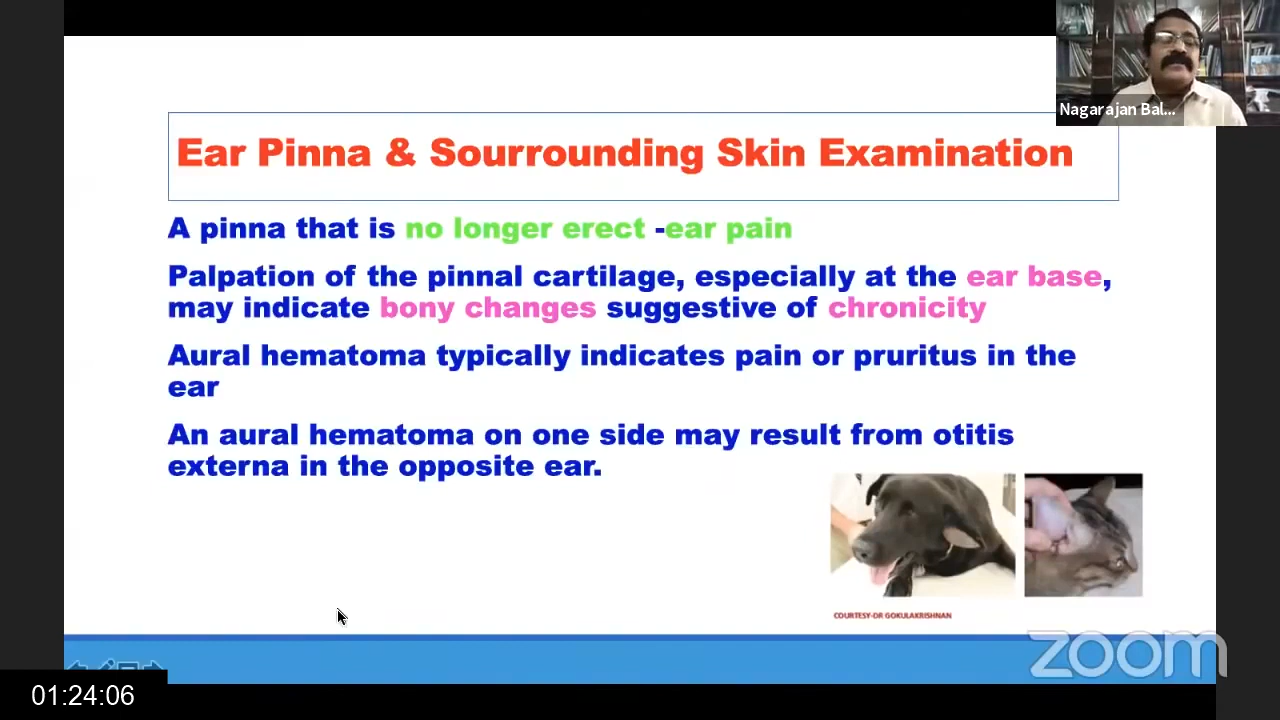 Nagarajan Bal...
Ear Pinna & Sourrounding Skin Examination
A pinna that is no longer erect -ear pain
Palpation of the pinnal cartilage, especially at the ear base,
may indicate bony changes suggestive of chronicity
Aural hematoma typically indicates pain or pruritus in the
ear
An aural hematoma on one side may result from otitis
externa in the opposite ear.
COURTESY-DR GOKULAKRISHNAN
zoom
01:24:06